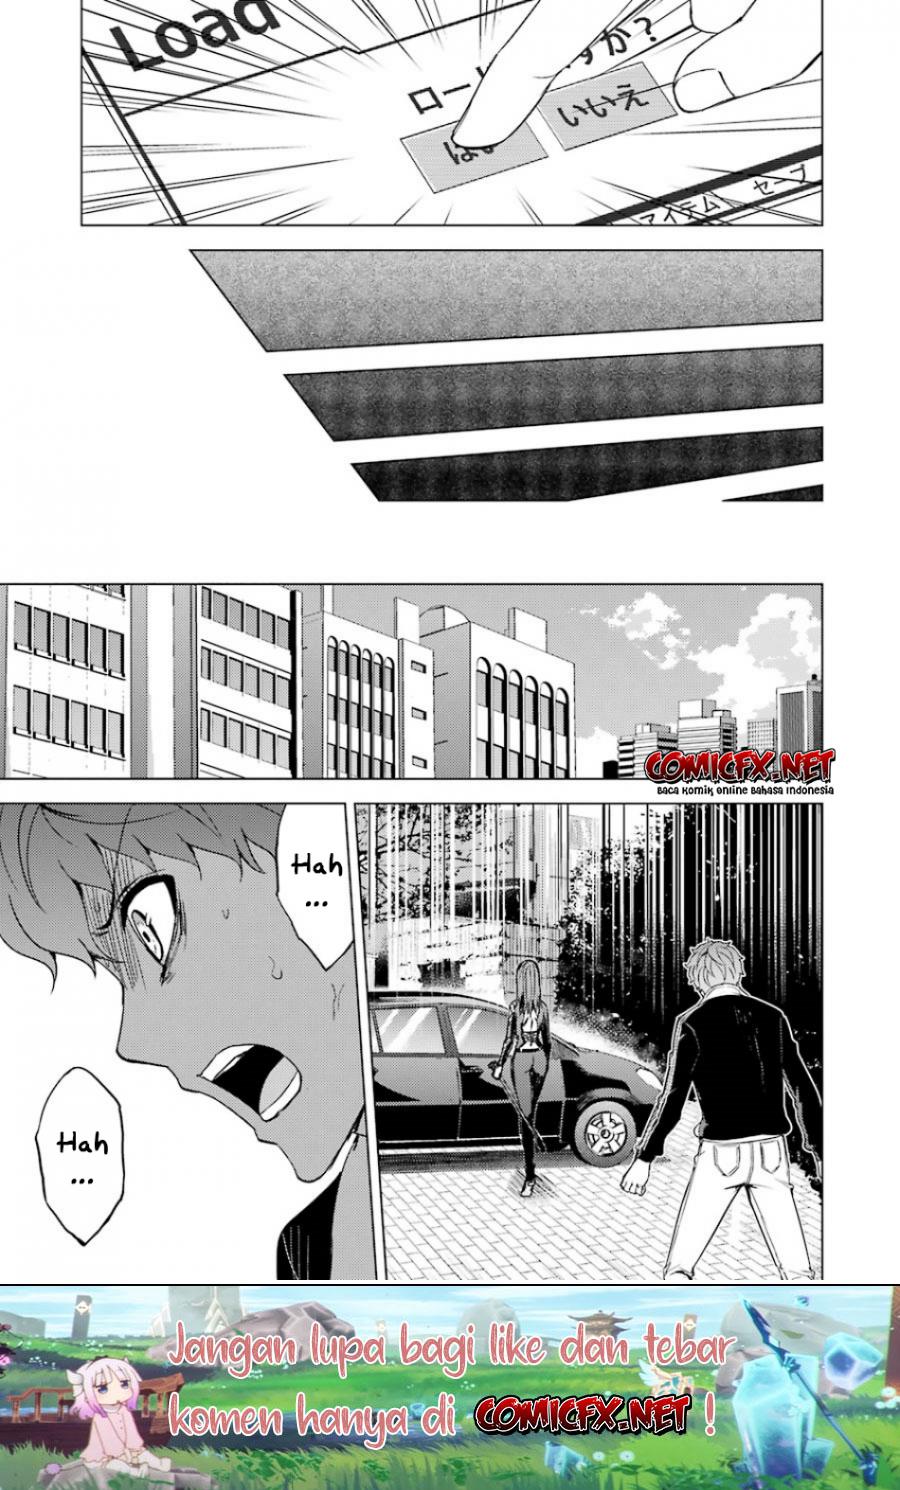 Load
いいえ
アイテム セーブ
COMICFX.NET
Baca komik online Bahasa Indonesia
Hah
...
Hah
...
Jangan lupa bagi like dan tebar
komen hanya di COMICFX.NET !